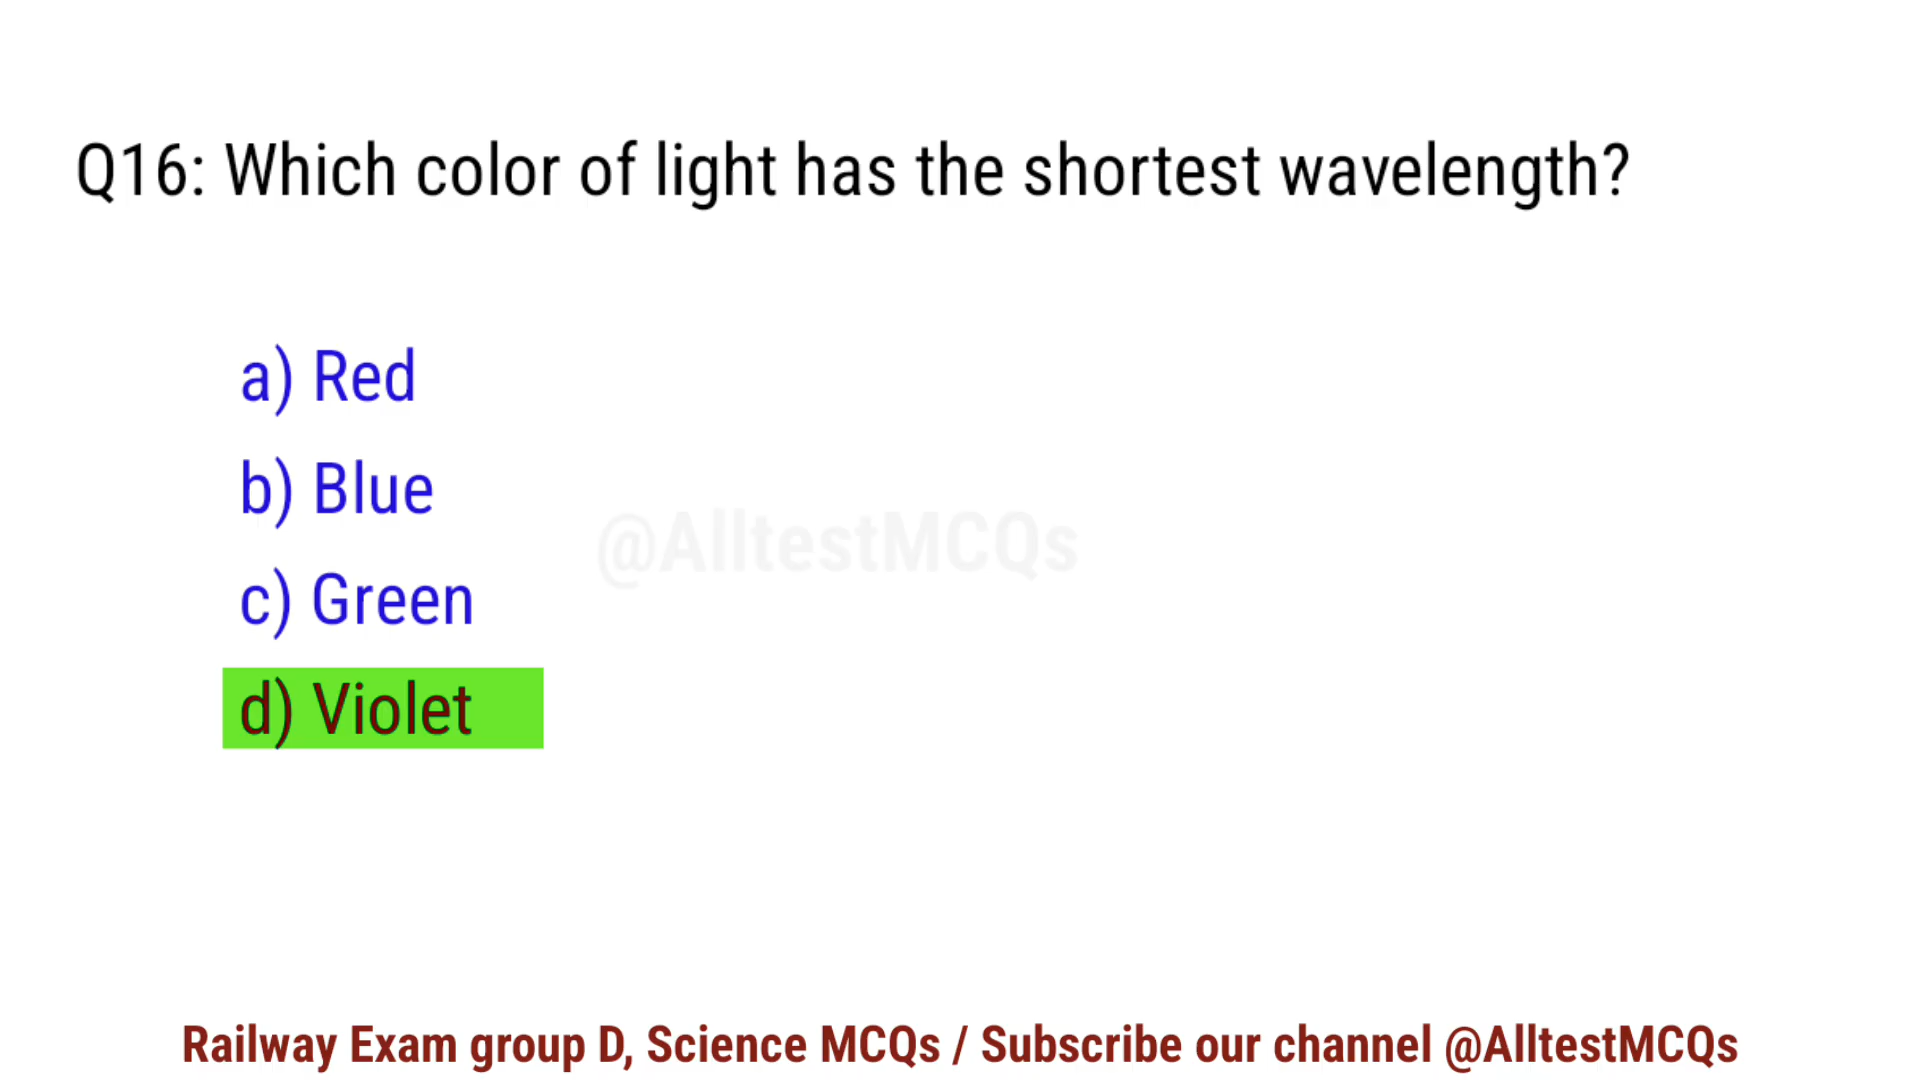 Q16: Which color of light has the shortest wavelength?
a) Red
b) Blue
@AlltestMCQs
c) Green
d) Violet
Railway Exam group D, Science MCQs / Subscribe our channel @AlltestMCQs